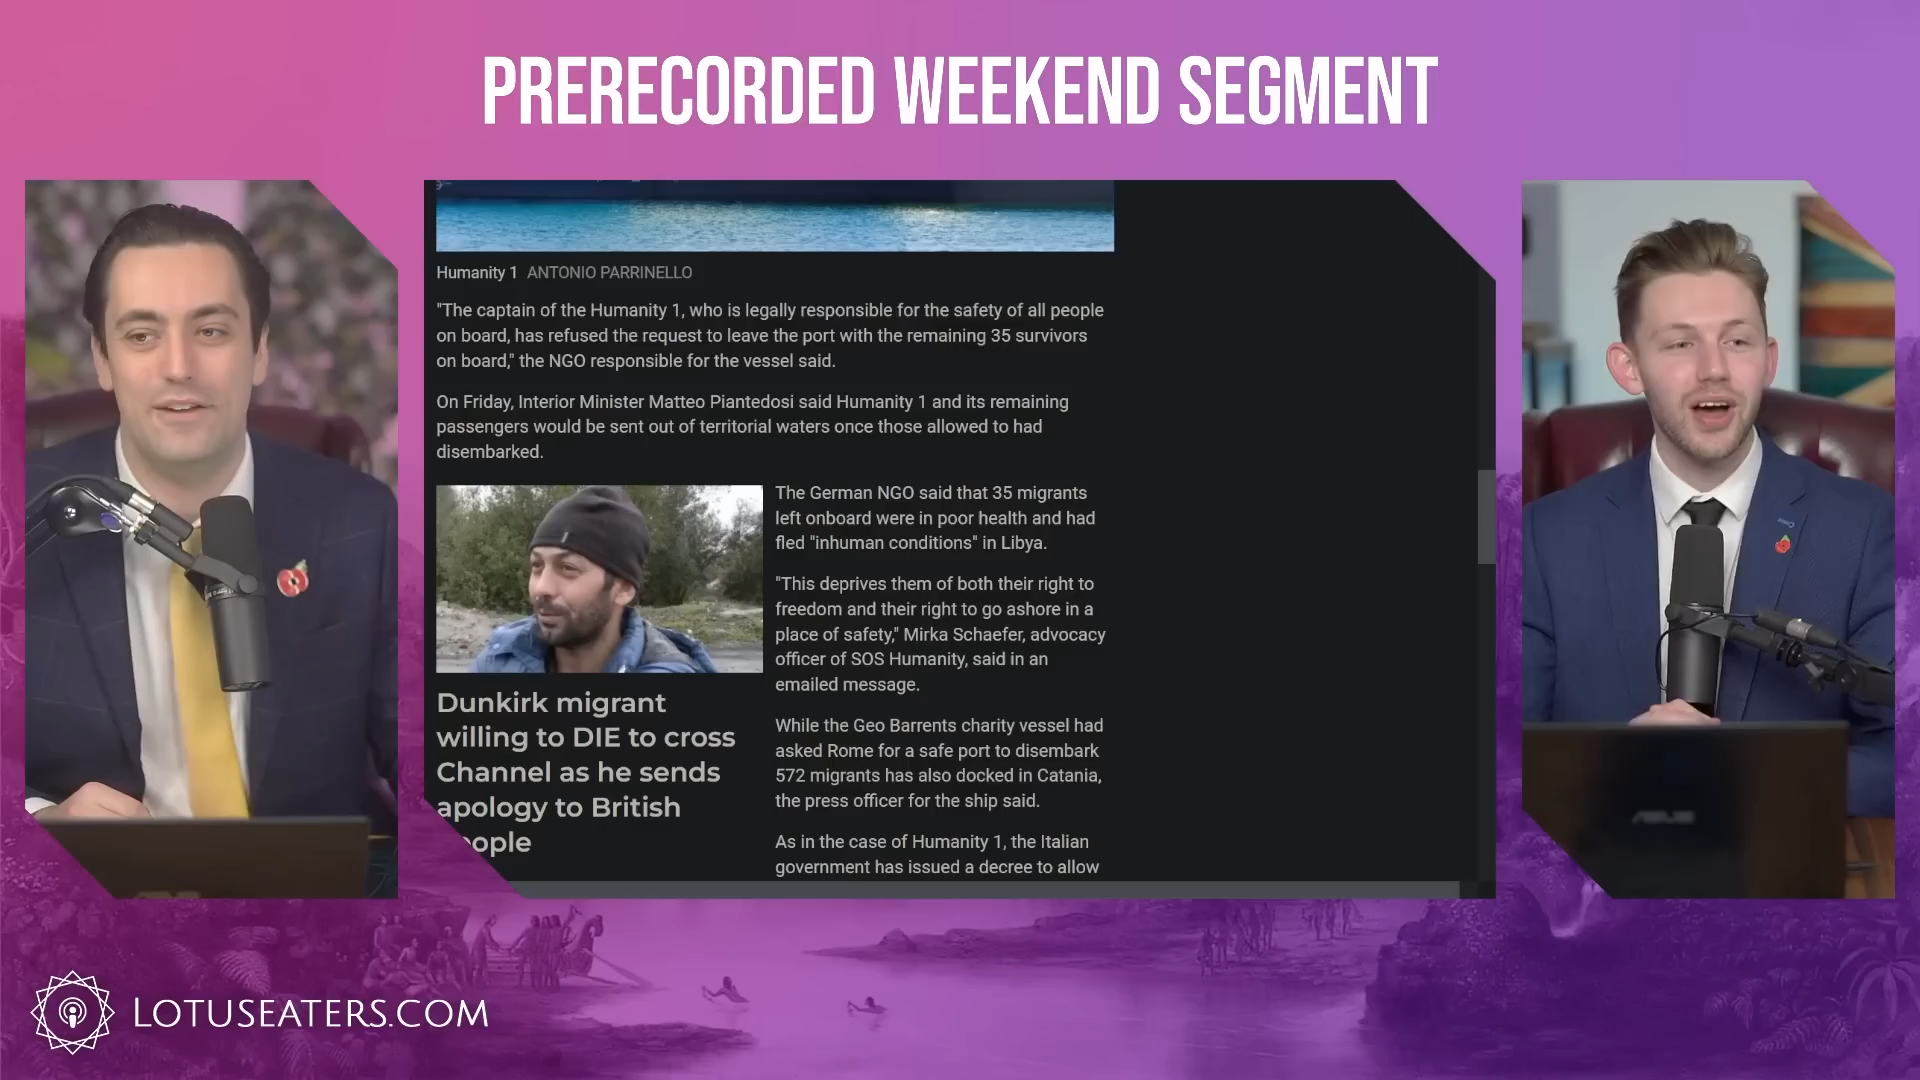 PRERECORDED WEEKEND SEGMENT
Humanity 1 ANTONIO PARRINELLO
"The captain of the Humanity 1, who is legally responsible for the safety of all people
on board, has refused the request to leave the port with the remaining 35 survivors
on board," the NGO responsible for the vessel said.
On Friday, Interior Minister Matteo Piantedosi said Humanity 1 and its remaining
passengers would be sent out of territorial waters once those allowed to had
disembarked.
Dunkirk migrant
willing to DIE to cross
Channel as he sends
apology to British
ople
The German NGO said that 35 migrants
left onboard were in poor health and had
fled "inhuman conditions" in Libya.
"This deprives them of both their right to
freedom and their right to go ashore in a
place of safety," Mirka Schaefer, advocacy
officer of SOS Humanity, said in an
emailed message.
While the Geo Barrents charity vessel had
asked Rome for a safe port to disembark
572 migrants has also docked in Catania,
the press officer for the ship said.
As in the case of Humanity 1, the Italian
government has issued a decree to allow
ASUS
LOTUSEATERS.COM